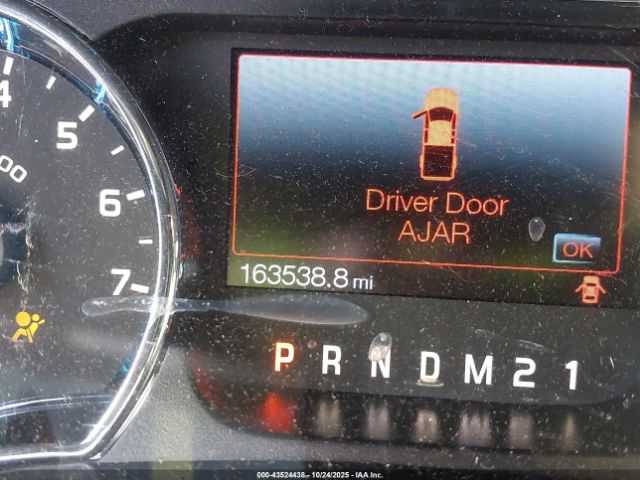 4
5
6
7
00
Driver Door
AJAR
OK
163538.8 mi
P R N D M 2 1
000-43524438 - 10/24/2025 - IAA Inc.